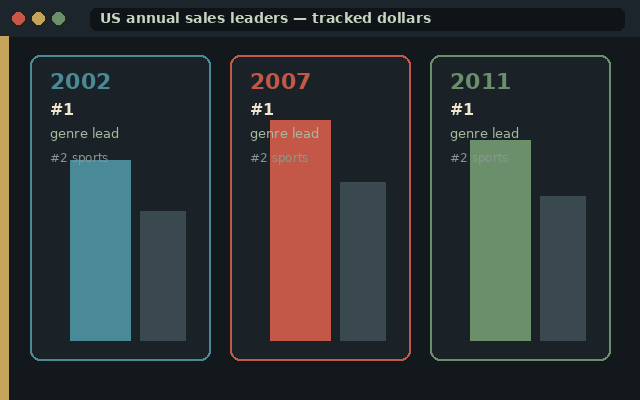 US annual sales leaders — tracked dollars
2002
#1
genre lead
#2 sports
2007
#1
genre lead
#2 sports
2011
#1
genre lead
#2 sports